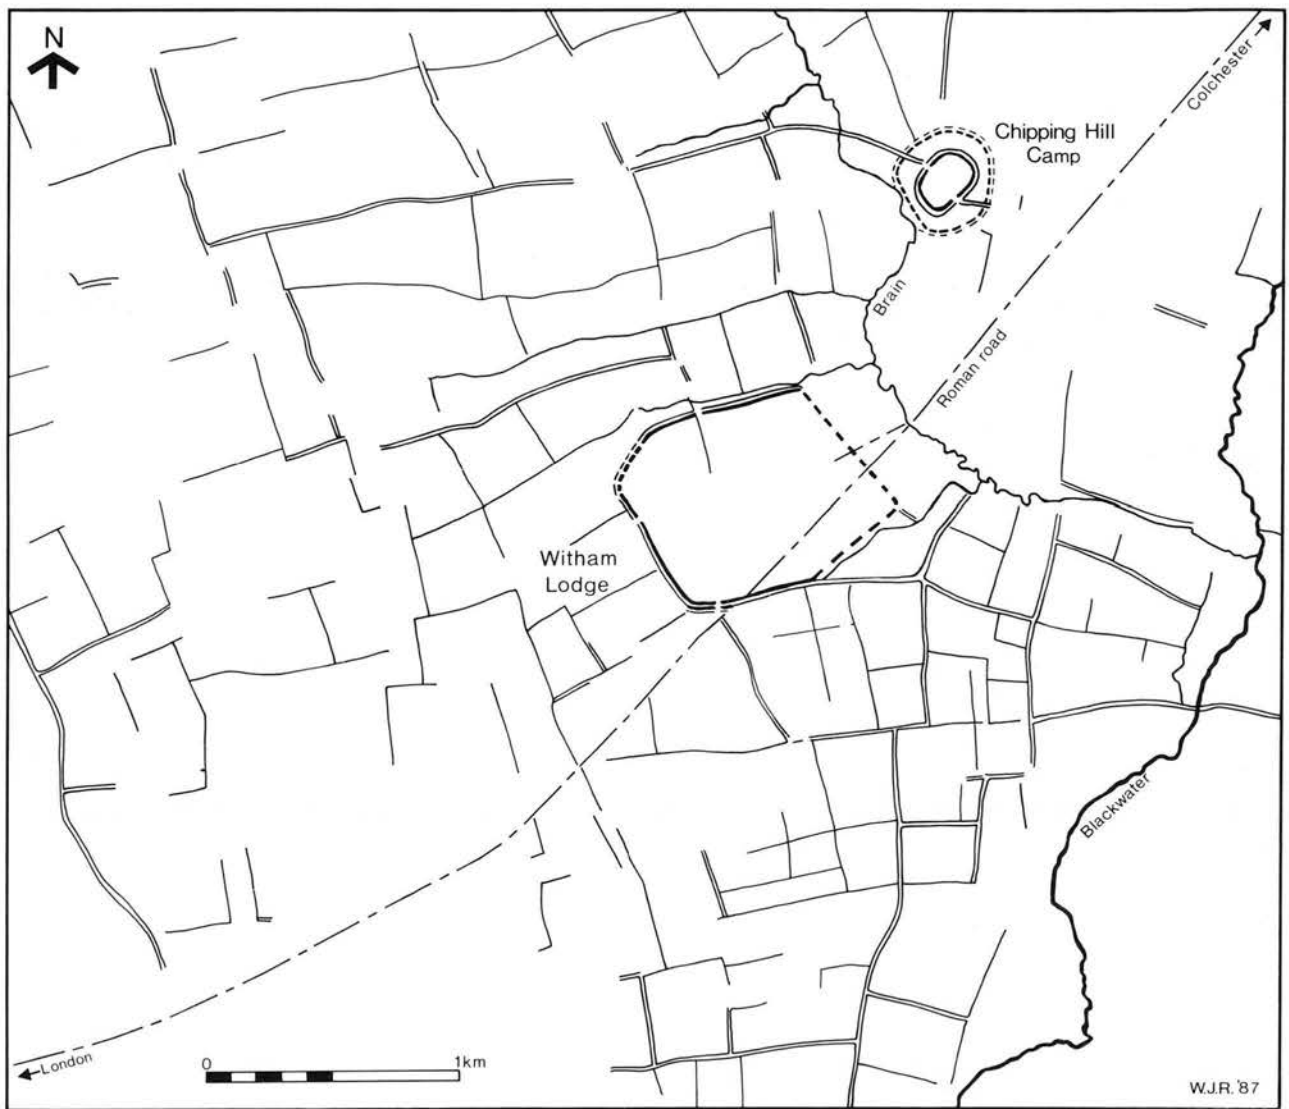 N
Colchester
Chipping Hill
Camp
Brain
Roman road
Witham
Lodge
Blackwater
London
0
1km
W.J.R. '87